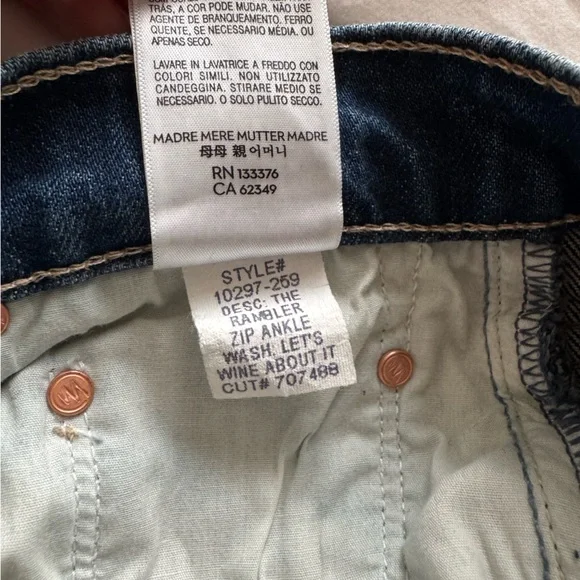 TRÁS, A COR PODE MUDAR. NÃO USE
AGENTE DE BRANQUEAMENTO. FERRO
QUENTE, SE NECESSÁRIO MÉDIA. OU
APENAS SECO.
LAVARE IN LAVATRICE A FREDDO CON
COLORI SIMILI. NON UTILIZZATO
CANDEGGINA. STIRARE MEDIO SE
NECESSARIO. O SOLO PULITO SECCO.
MADRE MERE MUTTER MADRE
母母 親 어머니
RN 133376
CA 62349
STYLE#
10297-259
DESC: THE
RAMBLER
ZIP ANKLE
WASH: LET'S
WINE ABOUT IT
CUT# 707488